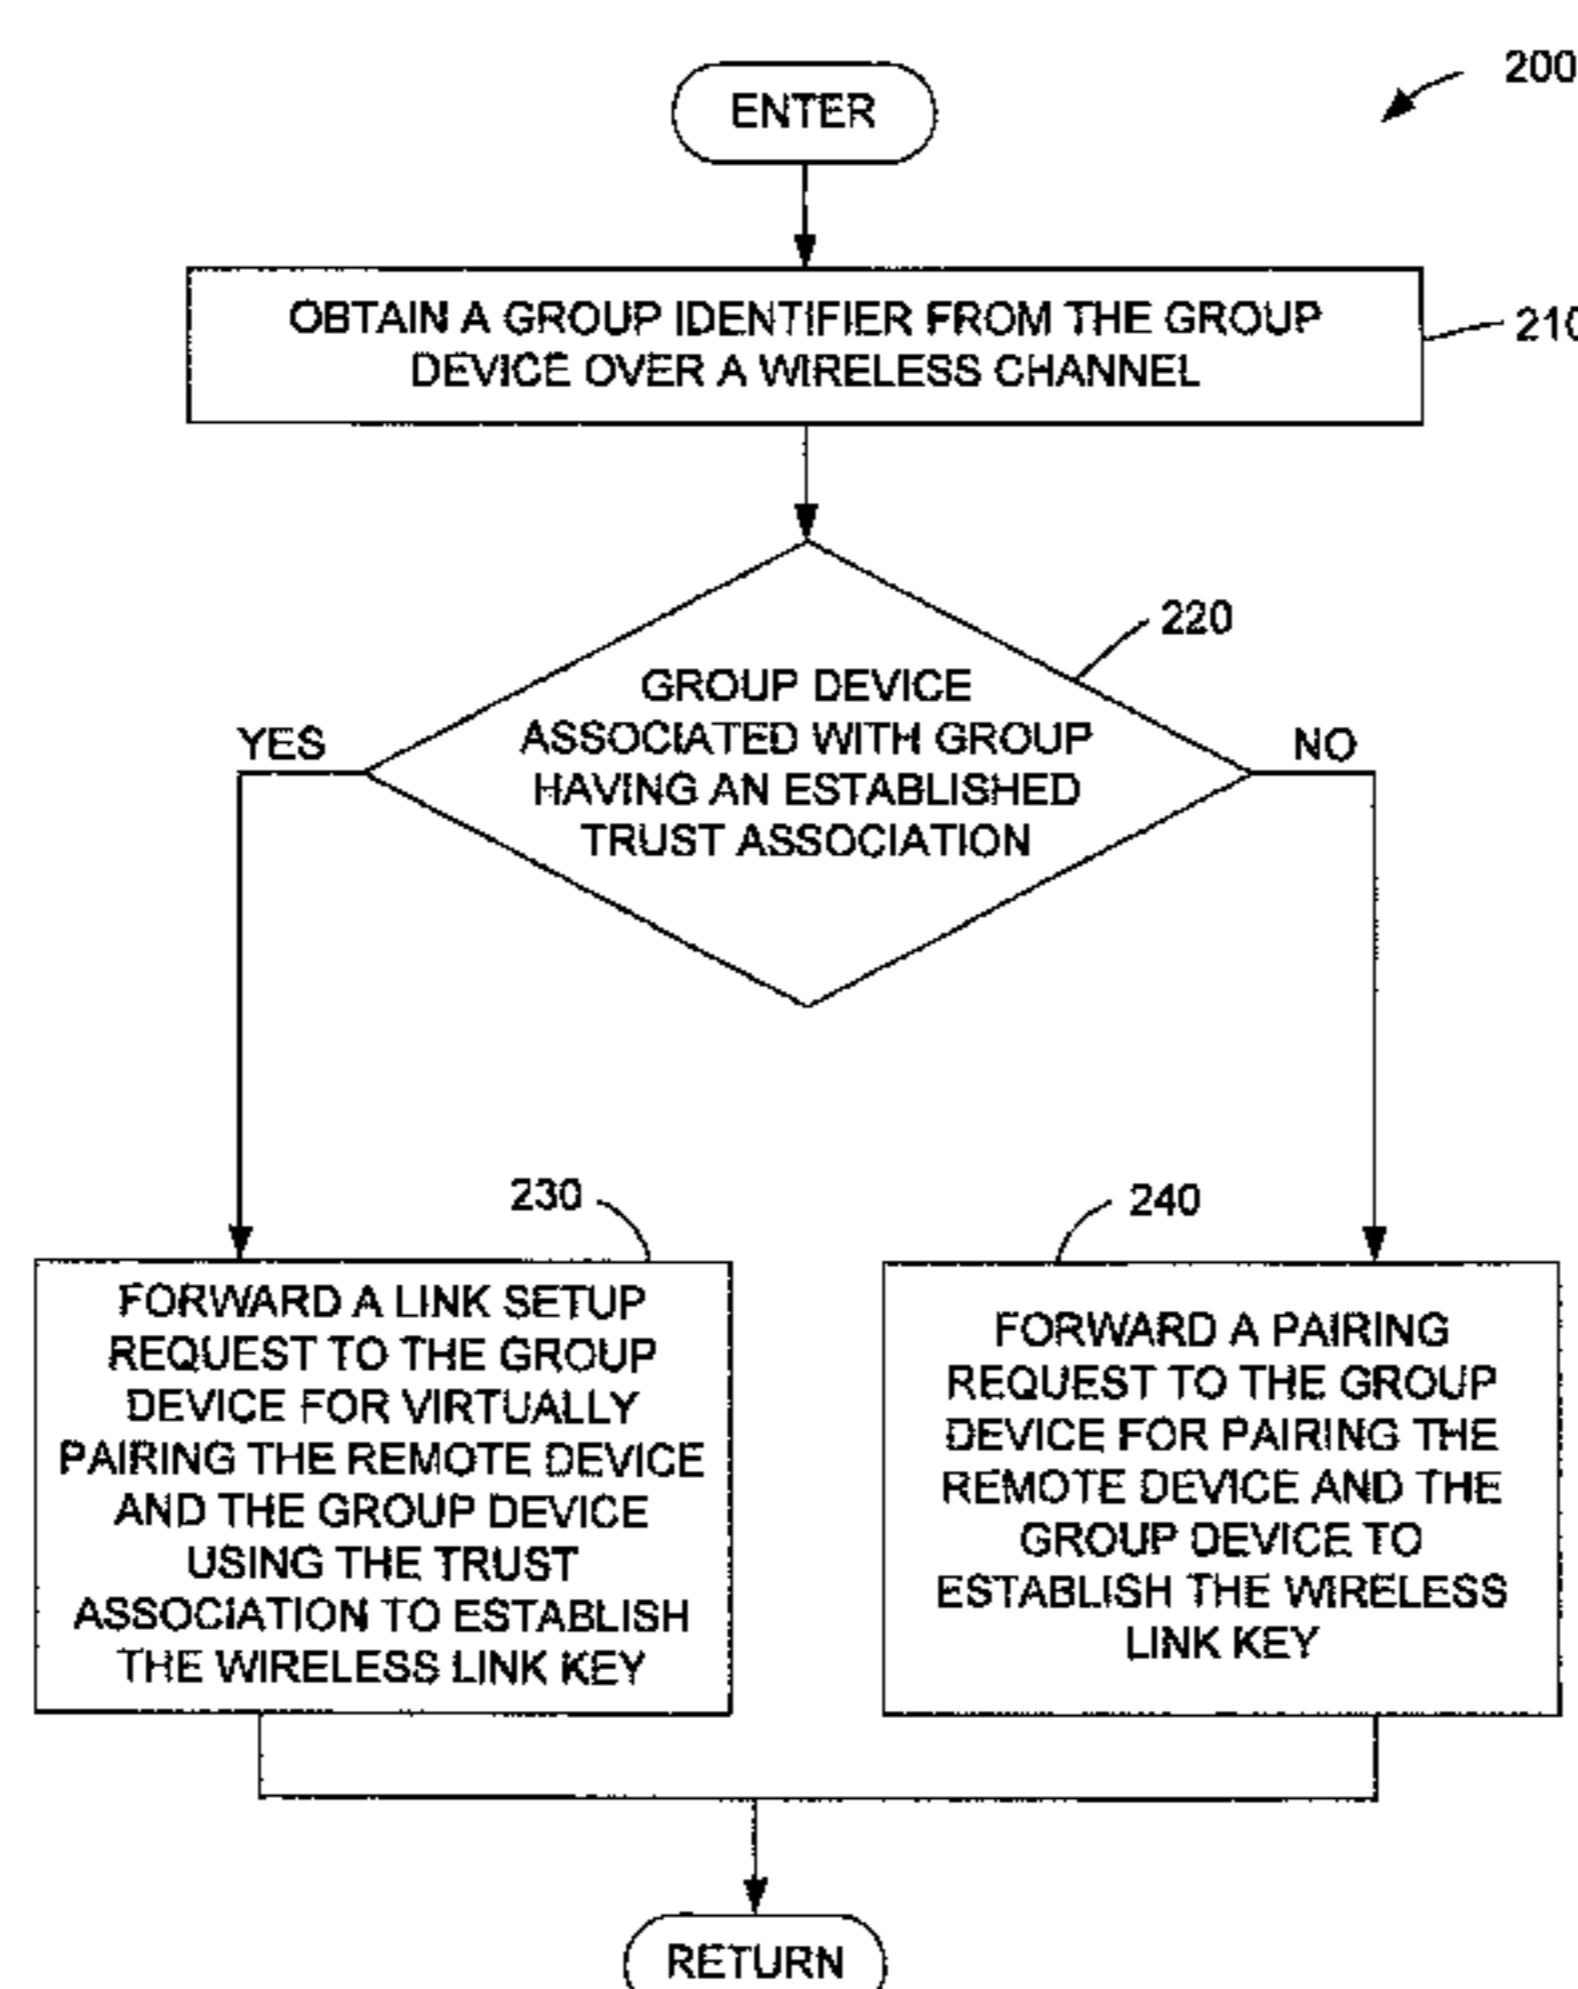 200
ENTER
OBTAIN A GROUP IDENTIFIER FROM THE GROUP
DEVICE OVER A WIRELESS CHANNEL
210
220
GROUP DEVICE
ASSOCIATED WITH GROUP
HAVING AN ESTABLISHED
TRUST ASSOCIATION
YES
NO
230
240
FORWARD A LINK SETUP
REQUEST TO THE GROUP
DEVICE FOR VIRTUALLY
PAIRING THE REMOTE DEVICE
AND THE GROUP DEVICE
USING THE TRUST
ASSOCIATION TO ESTABLISH
THE WIRELESS LINK KEY
FORWARD A PAIRING
REQUEST TO THE GROUP
DEVICE FOR PAIRING THE
REMOTE DEVICE AND THE
GROUP DEVICE TO
ESTABLISH THE WIRELESS
LINK KEY
RETURN